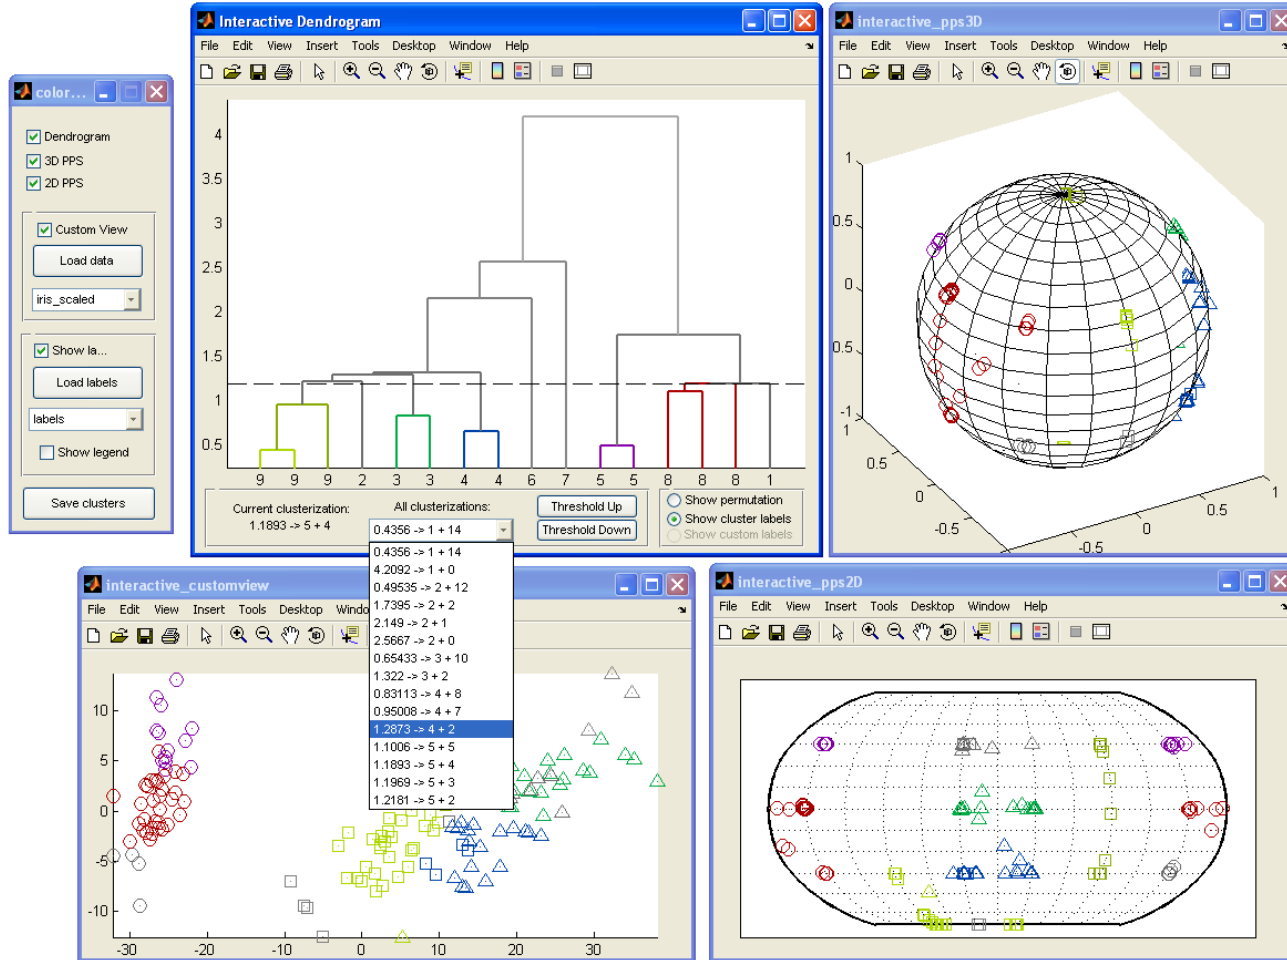 color...
Dendrogram
3D PPS
2D PPS
Custom View
Load data
iris_scaled
Show la...
Load labels
labels
Show legend
Save clusters
Interactive Dendrogram
File Edit View Insert Tools Desktop Window Help
4
3.5
3
2.5
2
1.5
1
0.5
9 9 9 2 3 3 4 4 6 7 5 5 8 8 8 1
Current clusterization:
1.1893 -> 5 + 4
All clusterizations:
0.4356 -> 1 + 14
0.4356 -> 1 + 14
4.2092 -> 1 + 0
0.49535 -> 2 + 12
1.7395 -> 2 + 2
2.149 -> 2 + 1
2.5667 -> 2 + 0
0.65433 -> 3 + 10
1.322 -> 3 + 2
0.83113 -> 4 + 8
0.95008 -> 4 + 7
1.2873 -> 4 + 2
1.1006 -> 5 + 5
1.1893 -> 5 + 4
1.1969 -> 5 + 3
1.2181 -> 5 + 2
Threshold Up
Threshold Down
Show permutation
Show cluster labels
Show custom labels
interactive_pps3D
File Edit View Insert Tools Desktop Window Help
1
0.5
0
-0.5
-1
1
0.5
0
-0.5
0
0.5
1
interactive_customview
File Edit View Insert Tools Desktop
10
5
0
-5
-10
-30 -20 -10 0 10 20 30
interactive_pps2D
File Edit View Insert Tools Desktop Window Help